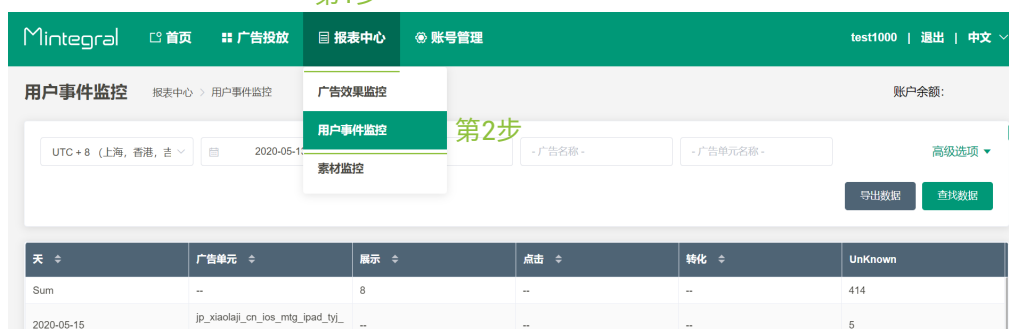 第1步
Mintegral 首页 广告投放 报表中心 账号管理 test1000 | 退出 | 中文
用户事件监控 报表中心 > 用户事件监控 账户余额:
广告效果监控
用户事件监控 第2步
素材监控
UTC + 8 (上海, 香港, 吉 2020-05-1 - 广告名称 - - 广告单元名称 - 高级选项
导出数据 查找数据
天 广告单元 展示 点击 转化 UnKnown
Sum -- 8 -- -- 414
2020-05-15 jp_xiaolaji_cn_ios_mtg_ipad_tyj_ -- -- -- 5